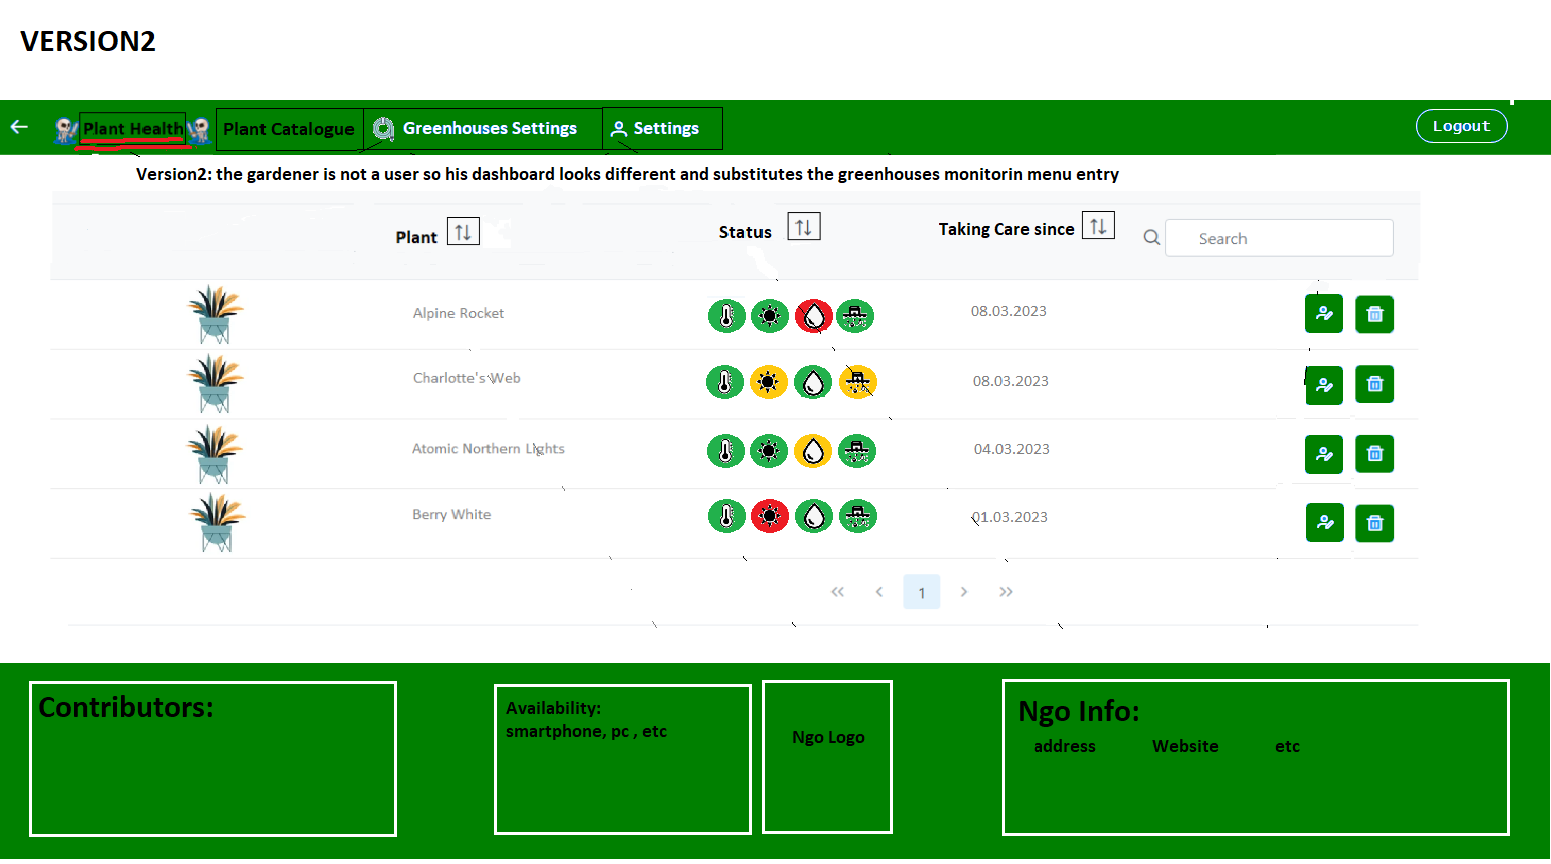 VERSION2
Plant Health Plant Catalogue Greenhouses Settings Settings Logout
Version2: the gardener is not a user so his dashboard looks different and substitutes the greenhouses monitorin menu entry
Plant Status Taking Care since Search
Alpine Rocket 08.03.2023
Charlotte's Web 08.03.2023
Atomic Northern Lights 04.03.2023
Berry White 01.03.2023
« ‹ 1 › »
Contributors:
Availability:
smartphone, pc , etc
Ngo Logo
Ngo Info:
address Website etc